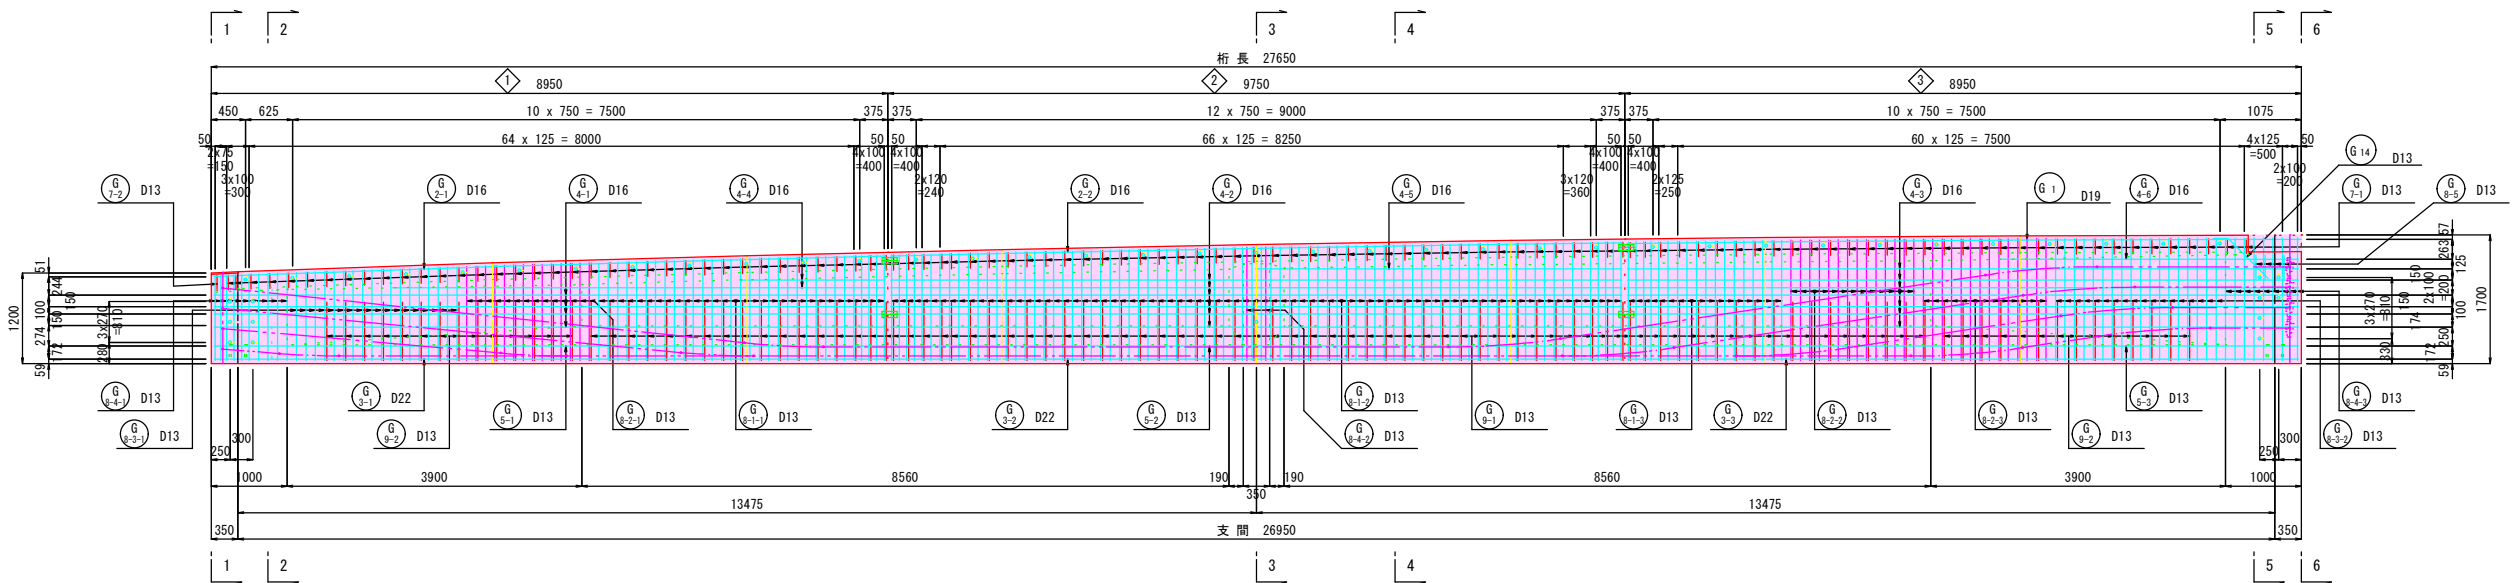 1 2 3 4 5 6
桁 長 27650
1 2 3
8950 9750 8950
450 625 10 x 750 = 7500 375 375 12 x 750 = 9000 375 375 10 x 750 = 7500 1075
50 64 x 125 = 8000 50 50 66 x 125 = 8250 50 50 60 x 125 = 7500 4x125 50
2x75 4x100 4x100 4x100 4x100 =500
=150 =400 =400 =400 =400
3x100 2x120 3x120 2x125 2x100
=300 =240 =360 =250 =200
G 14 D13
G 7-2 D13
G 2-1 D16
G 4-1 D16
G 4-4 D16
G 2-2 D16
G 4-2 D16
G 4-5 D16
G 4-3 D16
G 1 D19
G 4-6 D16
G 7-1 D13
G 8-5 D13
1200
51
244
100
274
59
150
150
172
3x270
=810
280
57
263
125
150
2x100
=200
150
100
3x270
=810
174
250
330
172
59
1700
G 8-4-1 D13
G 3-1 D22
G 5-1 D13
G 8-2-1 D13
G 8-1-1 D13
G 3-2 D22
G 5-2 D13
G 8-1-2 D13
G 9-1 D13
G 8-1-3 D13
G 3-3 D22
G 8-2-2 D13
G 8-2-3 D13
G 5-3 D13
G 8-4-3 D13
G 8-3-1 D13
G 9-2 D13
G 8-4-2 D13
G 9-2 D13
G 8-3-2 D13
300 300
250 250
1000 3900 8560 190 190 8560 3900 1000
350
13475 13475
350 支 間 26950 350
1 2 3 4 5 6